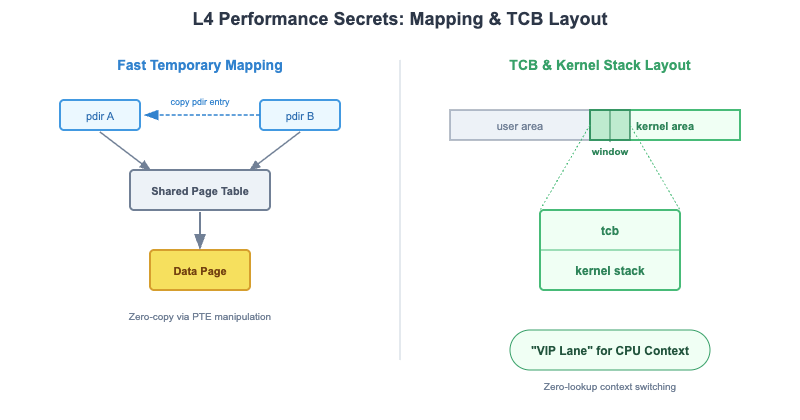 L4 Performance Secrets: Mapping & TCB Layout
Fast Temporary Mapping
copy pdir entry
pdir A
pdir B
Shared Page Table
Data Page
Zero-copy via PTE manipulation
TCB & Kernel Stack Layout
user area
kernel area
window
tcb
kernel stack
"VIP Lane" for CPU Context
Zero-lookup context switching